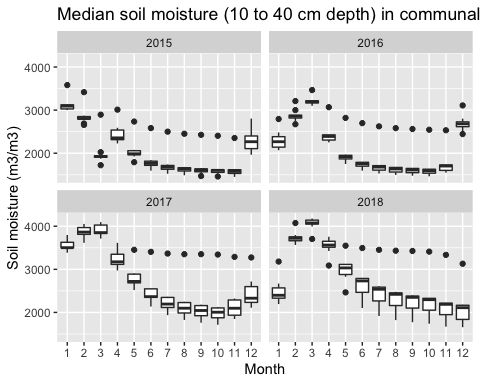 Median soil moisture (10 to 40 cm depth) in communal
2015 2016
4000
3000
2000
2017 2018
4000
3000
2000
1 2 3 4 5 6 7 8 9 10 11 12 1 2 3 4 5 6 7 8 9 10 11 12
Month
Soil moisture (m3/m3)